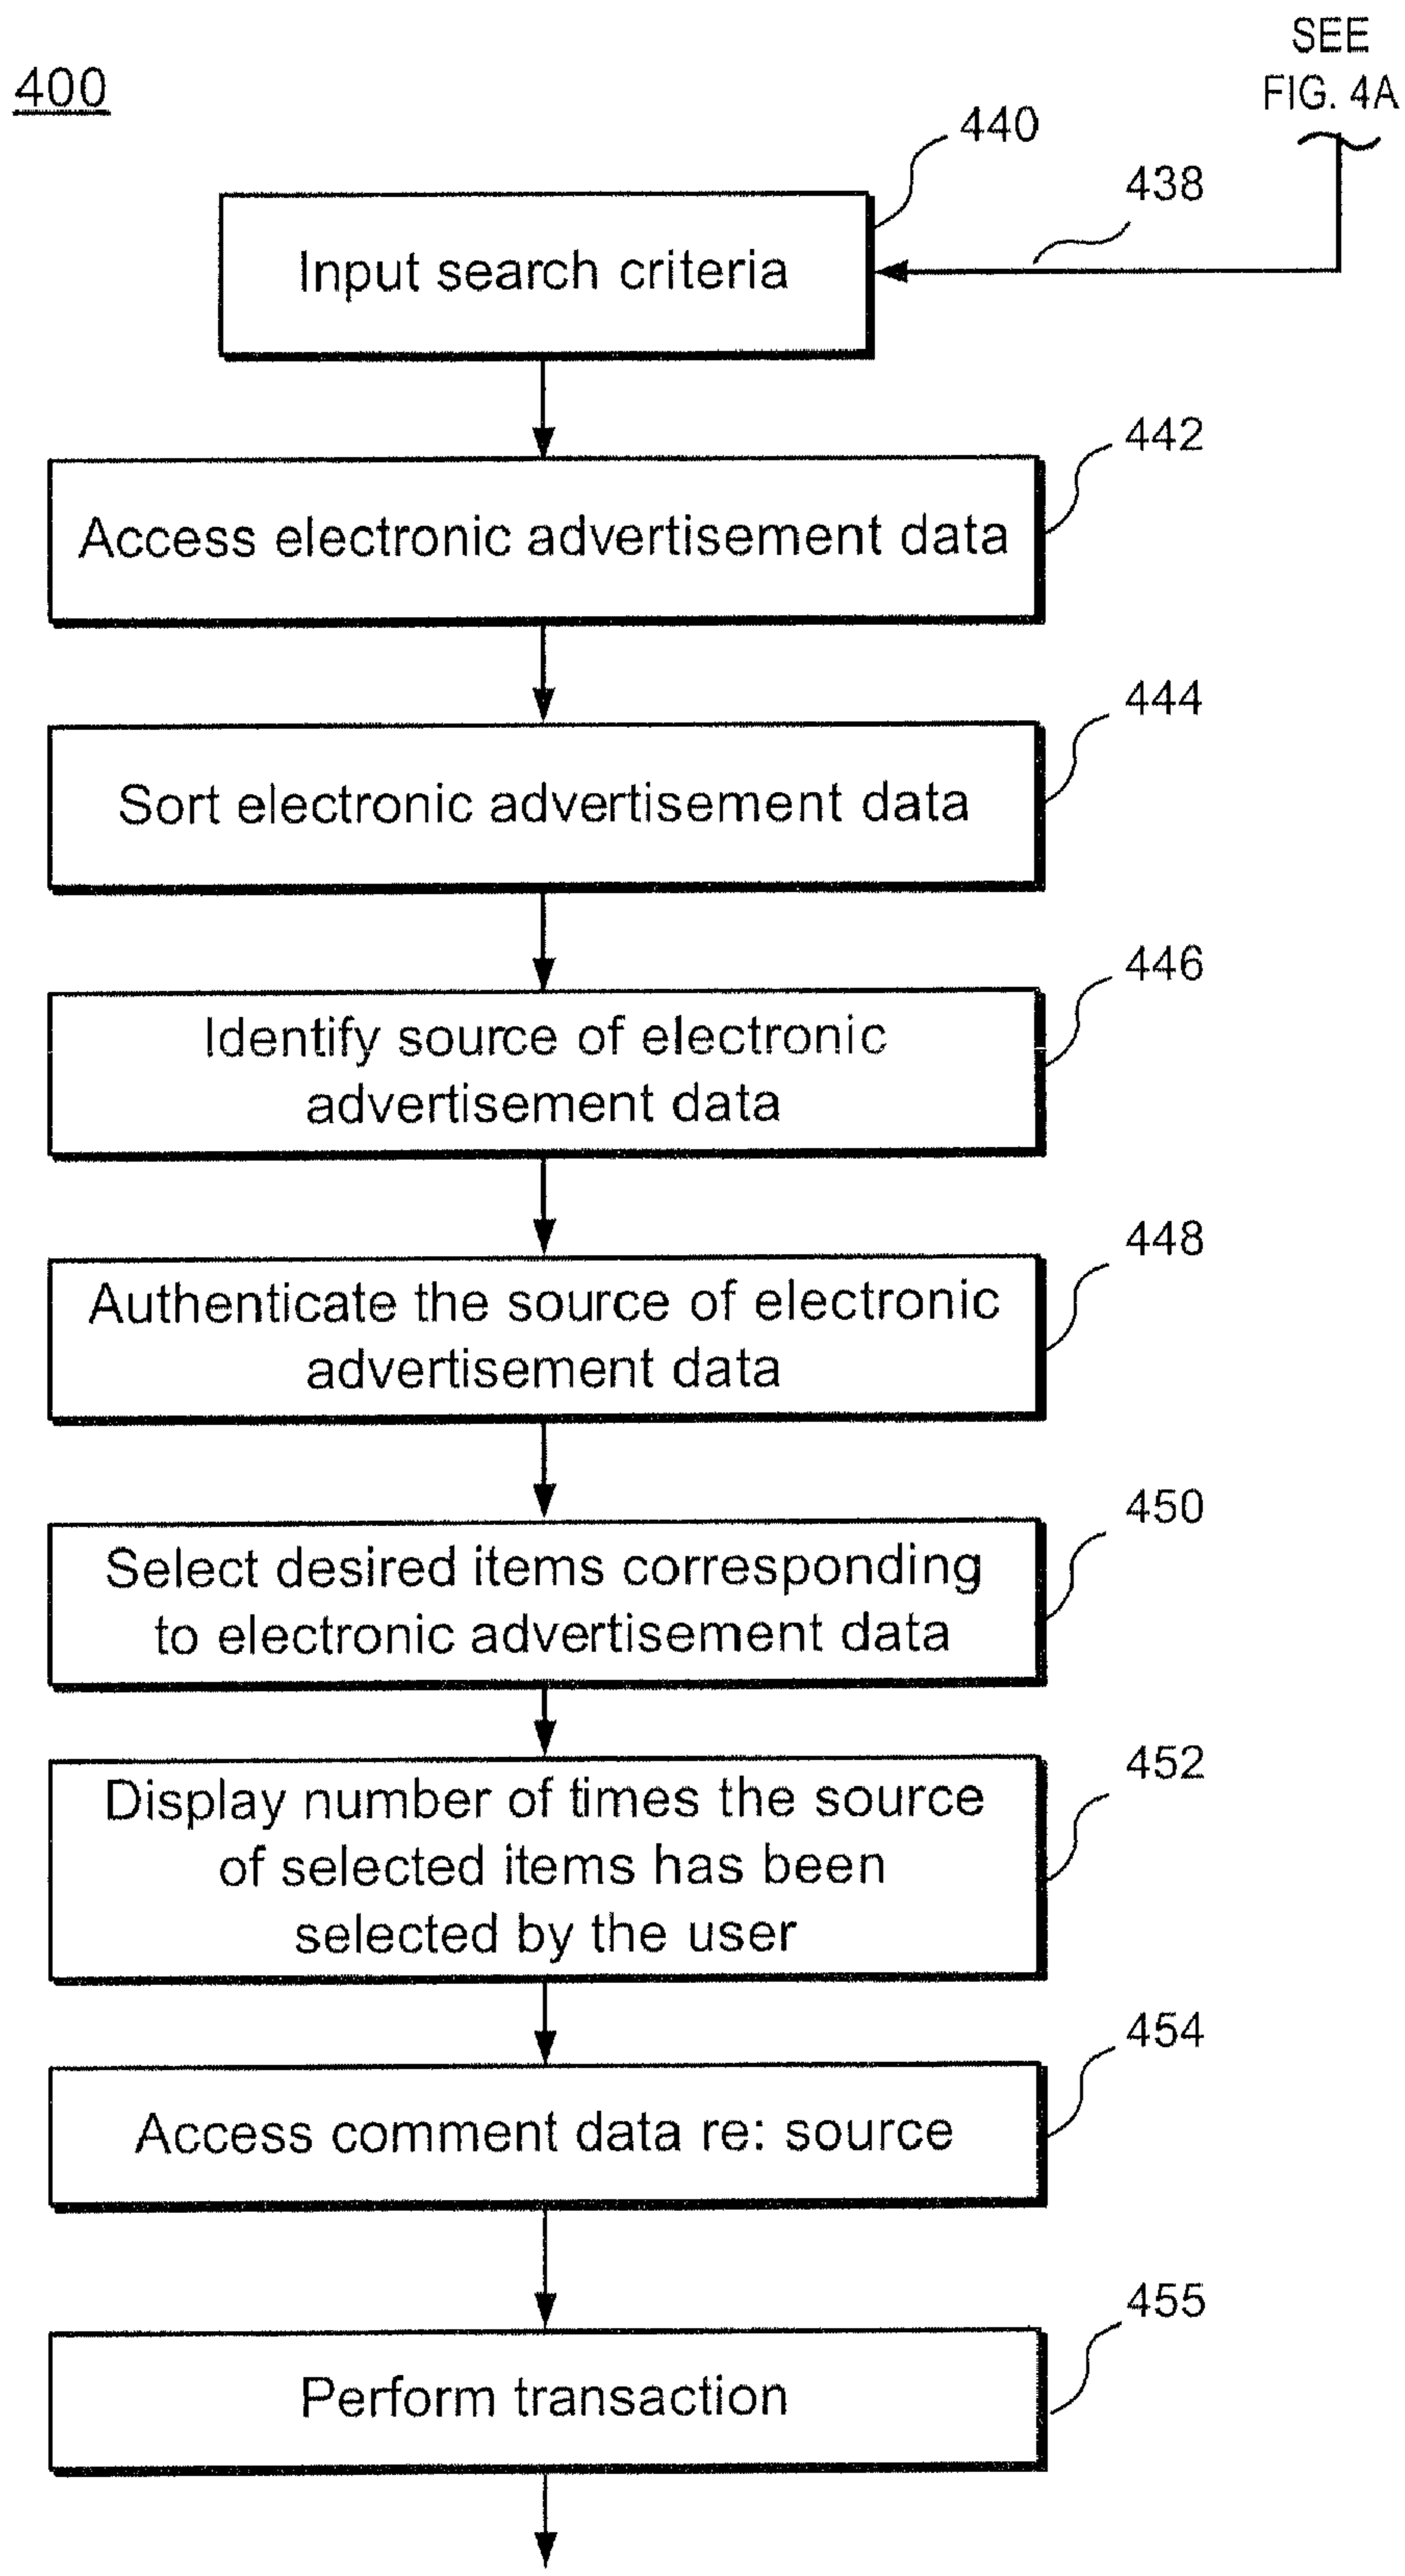 SEE
FIG. 4A
400
440
438
Input search criteria
442
Access electronic advertisement data
444
Sort electronic advertisement data
446
Identify source of electronic
advertisement data
448
Authenticate the source of electronic
advertisement data
450
Select desired items corresponding
to electronic advertisement data
452
Display number of times the source
of selected items has been
selected by the user
454
Access comment data re: source
455
Perform transaction